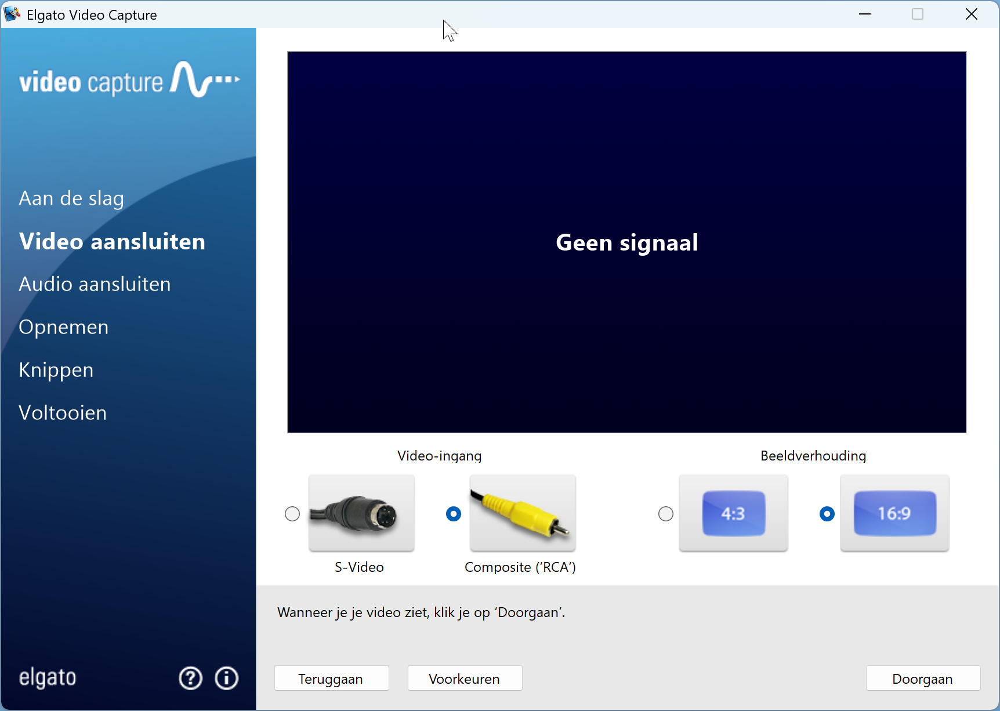 Elgato Video Capture
video capture
Aan de slag
Video aansluiten
Audio aansluiten
Opnemen
Knippen
Voltooien
elgato
Geen signaal
Video-ingang
Beeldverhouding
4:3
16:9
S-Video
Composite (‘RCA’)
Wanneer je je video ziet, klik je op ‘Doorgaan’.
Teruggaan
Voorkeuren
Doorgaan